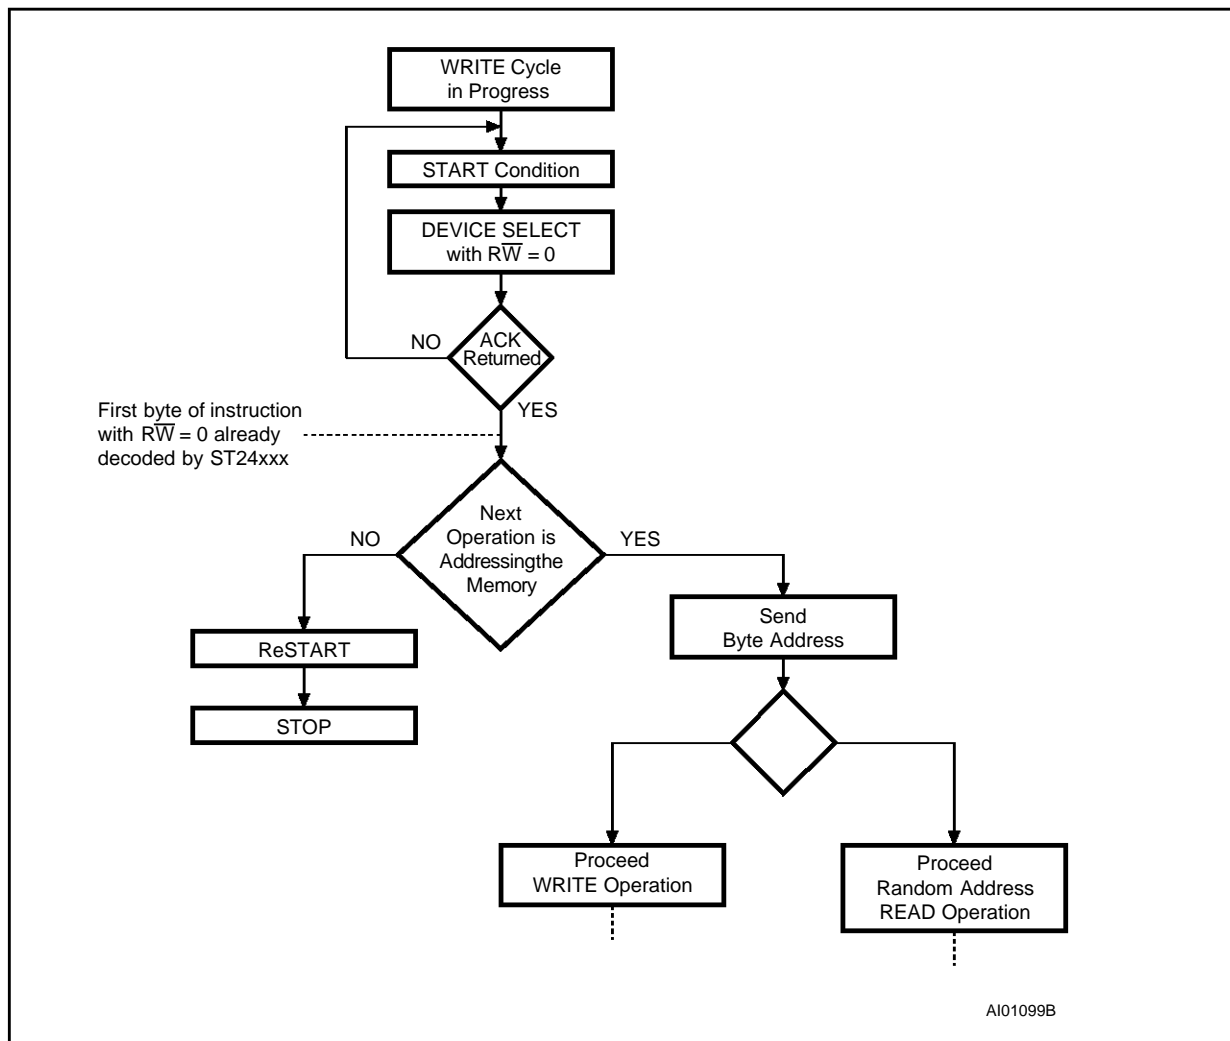 WRITE Cycle
in Progress
START Condition
DEVICE SELECT
with RW̅ = 0
ACK
Returned
NO
YES
First byte of instruction
with RW̅ = 0 already
decoded by ST24xxx
Next
Operation is
Addressingthe
Memory
NO
YES
Send
Byte Address
ReSTART
STOP
Proceed
WRITE Operation
Proceed
Random Address
READ Operation
AI01099B